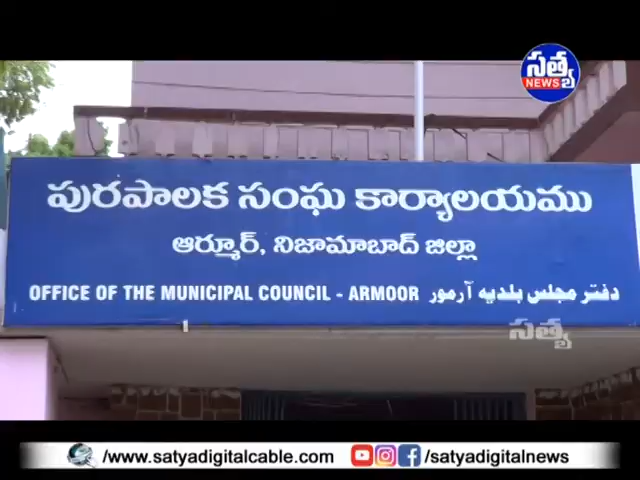 సత్య
NEWS
పురపాలక సంఘ కార్యాలయము
ఆర్మూర్, నిజామాబాద్ జిల్లా
OFFICE OF THE MUNICIPAL COUNCIL - ARMOOR دفتر مجلس بلدیہ آرمور
సత్య
//www.satyadigitalcable.com /satyadigitalnews